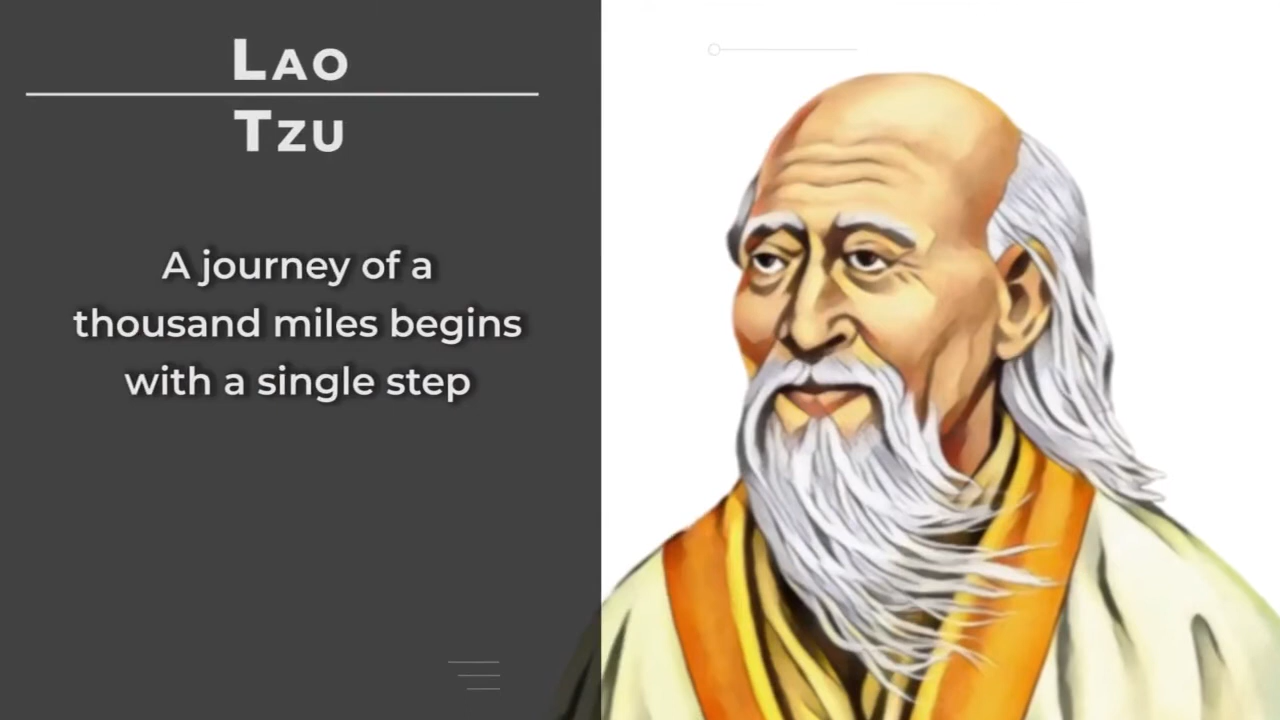 Lao
Tzu
A journey of a
thousand miles begins
with a single step